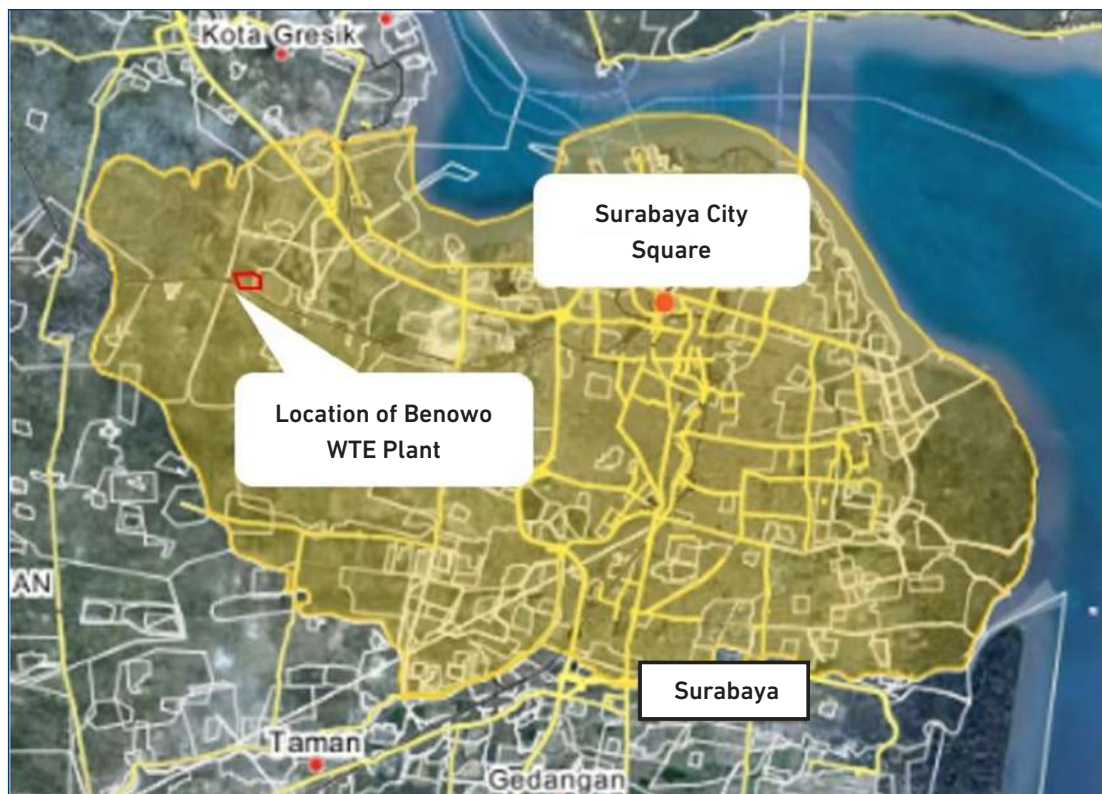 Kota Gresik
Surabaya City
Square
Location of Benowo
WTE Plant
AN
Surabaya
Taman
Gedangan